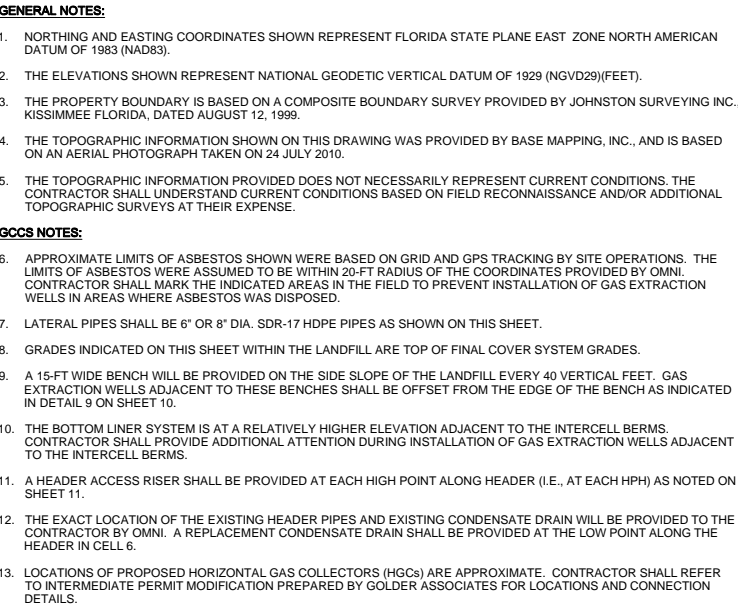 GENERAL NOTES:
1. NORTHING AND EASTING COORDINATES SHOWN REPRESENT FLORIDA STATE PLANE EAST ZONE NORTH AMERICAN
DATUM OF 1983 (NAD83).
2. THE ELEVATIONS SHOWN REPRESENT NATIONAL GEODETIC VERTICAL DATUM OF 1929 (NGVD29)(FEET).
3. THE PROPERTY BOUNDARY IS BASED ON A COMPOSITE BOUNDARY SURVEY PROVIDED BY JOHNSTON SURVEYING INC.,
KISSIMMEE FLORIDA, DATED AUGUST 12, 1999.
4. THE TOPOGRAPHIC INFORMATION SHOWN ON THIS DRAWING WAS PROVIDED BY BASE MAPPING, INC., AND IS BASED
ON AN AERIAL PHOTOGRAPH TAKEN ON 24 JULY 2010.
5. THE TOPOGRAPHIC INFORMATION PROVIDED DOES NOT NECESSARILY REPRESENT CURRENT CONDITIONS. THE
CONTRACTOR SHALL UNDERSTAND CURRENT CONDITIONS BASED ON FIELD RECONNAISSANCE AND/OR ADDITIONAL
TOPOGRAPHIC SURVEYS AT THEIR EXPENSE.
GCCS NOTES:
6. APPROXIMATE LIMITS OF ASBESTOS SHOWN WERE BASED ON GRID AND GPS TRACKING BY SITE OPERATIONS. THE
LIMITS OF ASBESTOS WERE ASSUMED TO BE WITHIN 20-FT RADIUS OF THE COORDINATES PROVIDED BY OMNI.
CONTRACTOR SHALL MARK THE INDICATED AREAS IN THE FIELD TO PREVENT INSTALLATION OF GAS EXTRACTION
WELLS IN AREAS WHERE ASBESTOS WAS DISPOSED.
7. LATERAL PIPES SHALL BE 6" OR 8" DIA. SDR-17 HDPE PIPES AS SHOWN ON THIS SHEET.
8. GRADES INDICATED ON THIS SHEET WITHIN THE LANDFILL ARE TOP OF FINAL COVER SYSTEM GRADES.
9. A 15-FT WIDE BENCH WILL BE PROVIDED ON THE SIDE SLOPE OF THE LANDFILL EVERY 40 VERTICAL FEET. GAS
EXTRACTION WELLS ADJACENT TO THESE BENCHES SHALL BE OFFSET FROM THE EDGE OF THE BENCH AS INDICATED
IN DETAIL 9 ON SHEET 10.
10. THE BOTTOM LINER SYSTEM IS AT A RELATIVELY HIGHER ELEVATION ADJACENT TO THE INTERCELL BERMS.
CONTRACTOR SHALL PROVIDE ADDITIONAL ATTENTION DURING INSTALLATION OF GAS EXTRACTION WELLS ADJACENT
TO THE INTERCELL BERMS.
11. A HEADER ACCESS RISER SHALL BE PROVIDED AT EACH HIGH POINT ALONG HEADER (I.E., AT EACH HPH) AS NOTED ON
SHEET 11.
12. THE EXACT LOCATION OF THE EXISTING HEADER PIPES AND EXISTING CONDENSATE DRAIN WILL BE PROVIDED TO THE
CONTRACTOR BY OMNI. A REPLACEMENT CONDENSATE DRAIN SHALL BE PROVIDED AT THE LOW POINT ALONG THE
HEADER IN CELL 6.
13. LOCATIONS OF PROPOSED HORIZONTAL GAS COLLECTORS (HGCs) ARE APPROXIMATE. CONTRACTOR SHALL REFER
TO INTERMEDIATE PERMIT MODIFICATION PREPARED BY GOLDER ASSOCIATES FOR LOCATIONS AND CONNECTION
DETAILS.